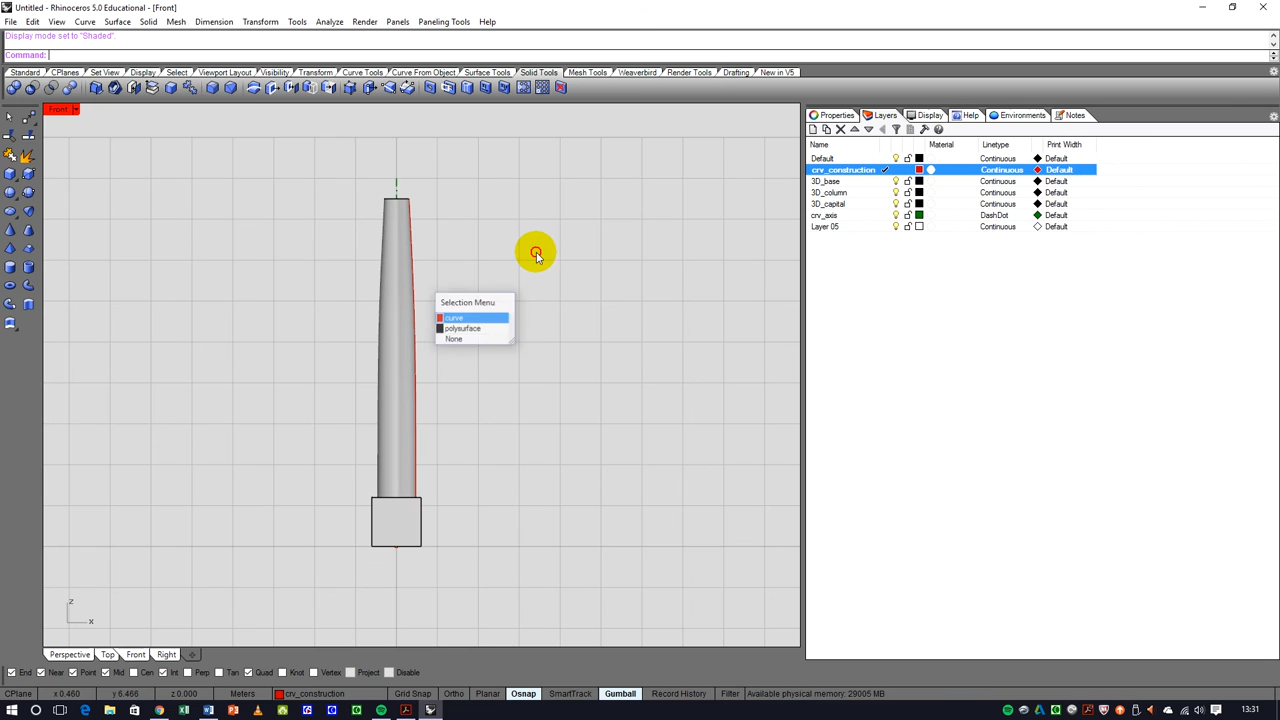 Untitled - Rhinoceros 5.0 Educational - [Front]
File Edit View Curve Surface Solid Mesh Dimension Transform Tools Analyze Render Panels Paneling Tools Help
Display mode set to "Shaded".
Command:
Standard CPlanes Set View Display Select Viewport Layout Visibility Transform Curve Tools Curve From Object Surface Tools Solid Tools Mesh Tools Weaverbird Render Tools Drafting New in V5
Front
Properties Layers Display Help Environments Notes
Name Material Linetype Print Width
Default Continuous Default
crv_construction Continuous Default
3D_base Continuous Default
3D_column Continuous Default
3D_capital Continuous Default
crv_axis DashDot Default
Layer 05 Continuous Default
Selection Menu
curve
polysurface
None
z
x
Perspective Top Front Right
End Near Point Mid Cen Int Perp Tan Quad Knot Vertex Project Disable
CPlane x 0.460 y 6.466 z 0.000 Meters crv_construction Grid Snap Ortho Planar Osnap SmartTrack Gumball Record History Filter Available physical memory: 29005 MB
13:31